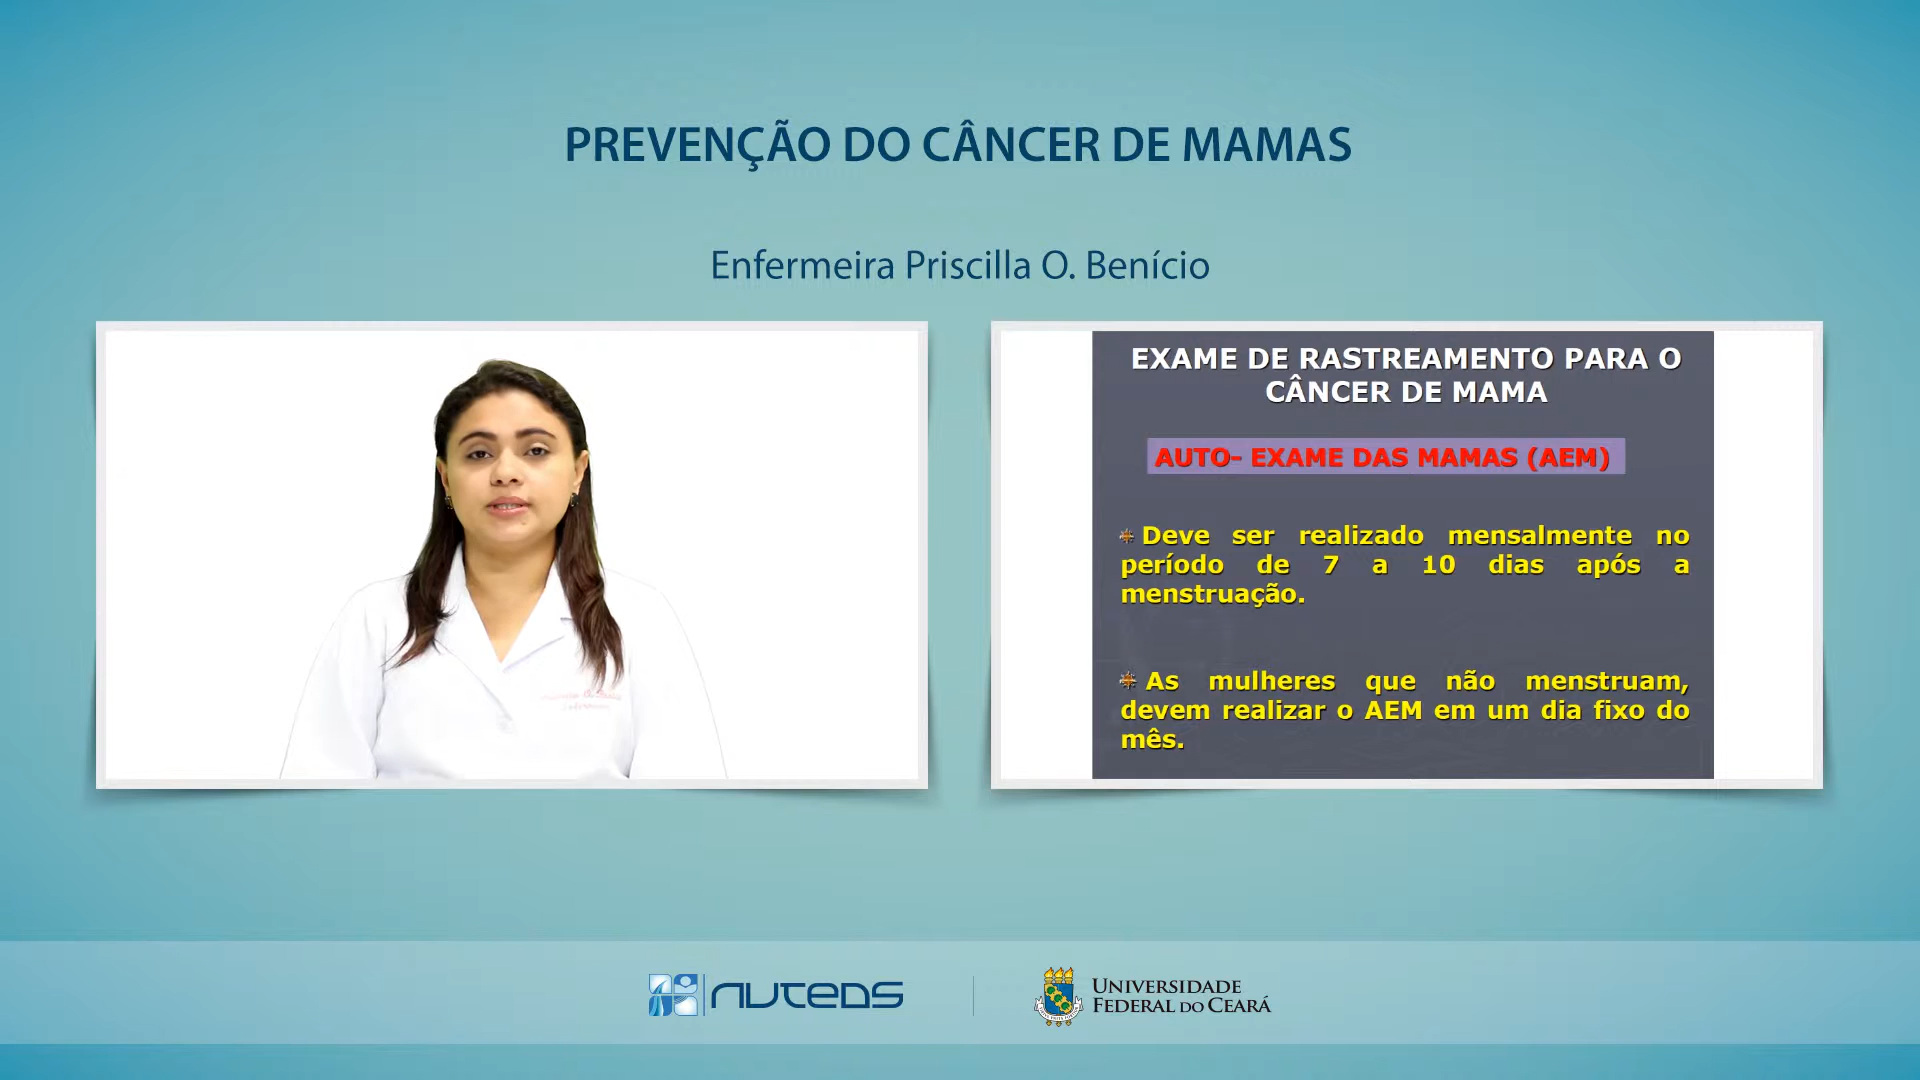 PREVENÇÃO DO CÂNCER DE MAMAS
Enfermeira Priscilla O. Benício
EXAME DE RASTREAMENTO PARA O
CÂNCER DE MAMA
AUTO- EXAME DAS MAMAS (AEM)
Deve ser realizado mensalmente no
período de 7 a 10 dias após a
menstruação.
As mulheres que não menstruam,
devem realizar o AEM em um dia fixo do
mês.
NUTEDS
UNIVERSIDADE
FEDERAL DO CEARÁ